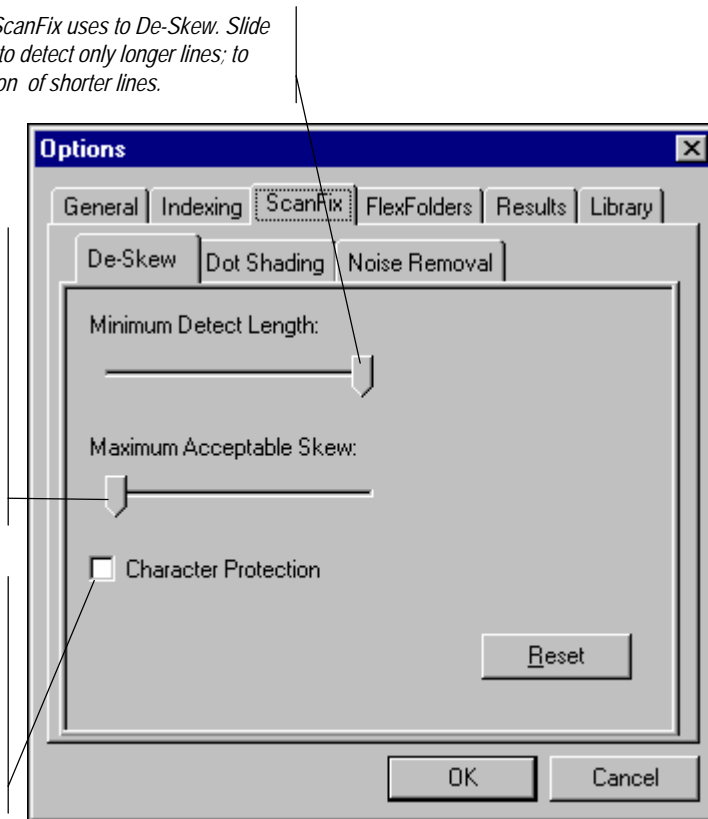 ScanFix uses to De-Skew. Slide
to detect only longer lines; to
of shorter lines.
Options
General Indexing ScanFix FlexFolders Results Library
De-Skew Dot Shading Noise Removal
Minimum Detect Length:
Maximum Acceptable Skew:
Character Protection
Reset
OK Cancel